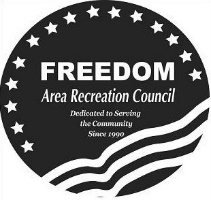 FREEDOM
Area Recreation Council
Dedicated to Serving
the Community
Since 1990